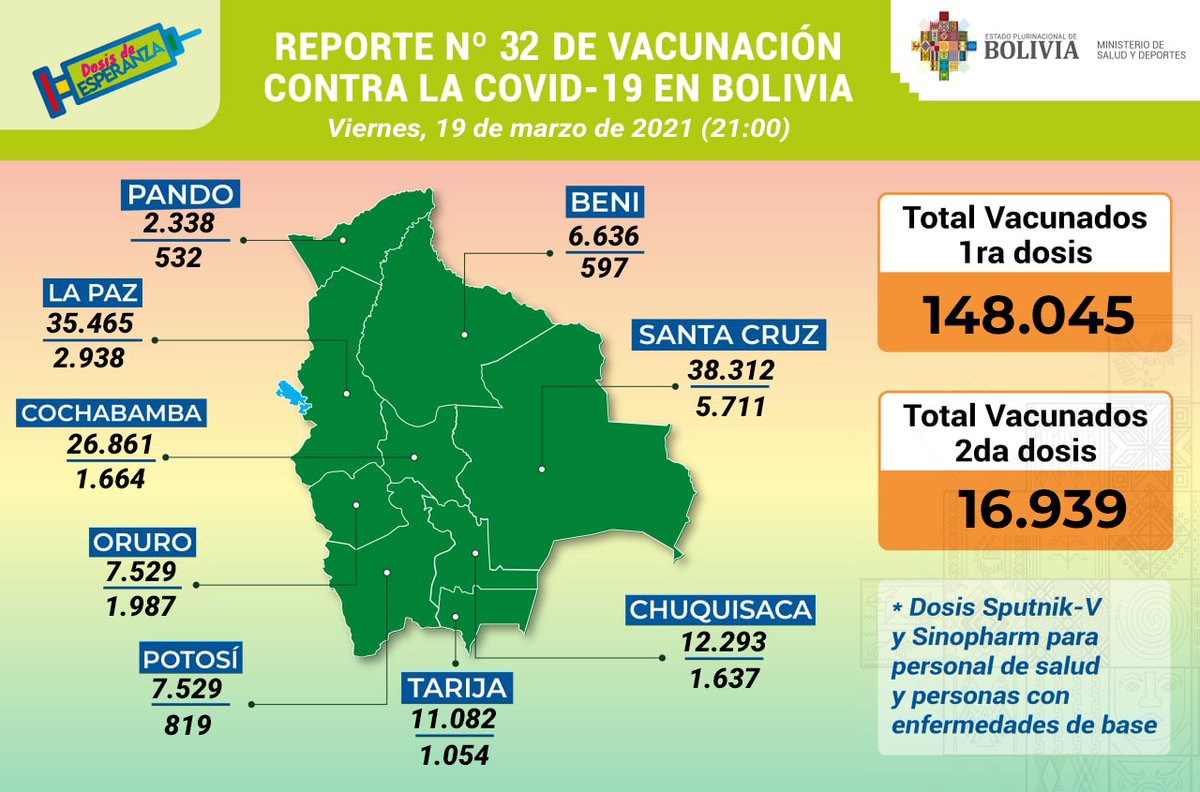 Dosis de
ESPERANZA
REPORTE Nº 32 DE VACUNACIÓN
CONTRA LA COVID-19 EN BOLIVIA
Viernes, 19 de marzo de 2021 (21:00)
ESTADO PLURINACIONAL DE
BOLIVIA
MINISTERIO DE
SALUD Y DEPORTES
PANDO
2.338
532
BENI
6.636
597
LA PAZ
35.465
2.938
SANTA CRUZ
38.312
5.711
COCHABAMBA
26.861
1.664
ORURO
7.529
1.987
POTOSÍ
7.529
819
TARIJA
11.082
1.054
CHUQUISACA
12.293
1.637
Total Vacunados
1ra dosis
148.045
Total Vacunados
2da dosis
16.939
* Dosis Sputnik-V
y Sinopharm para
personal de salud
y personas con
enfermedades de base